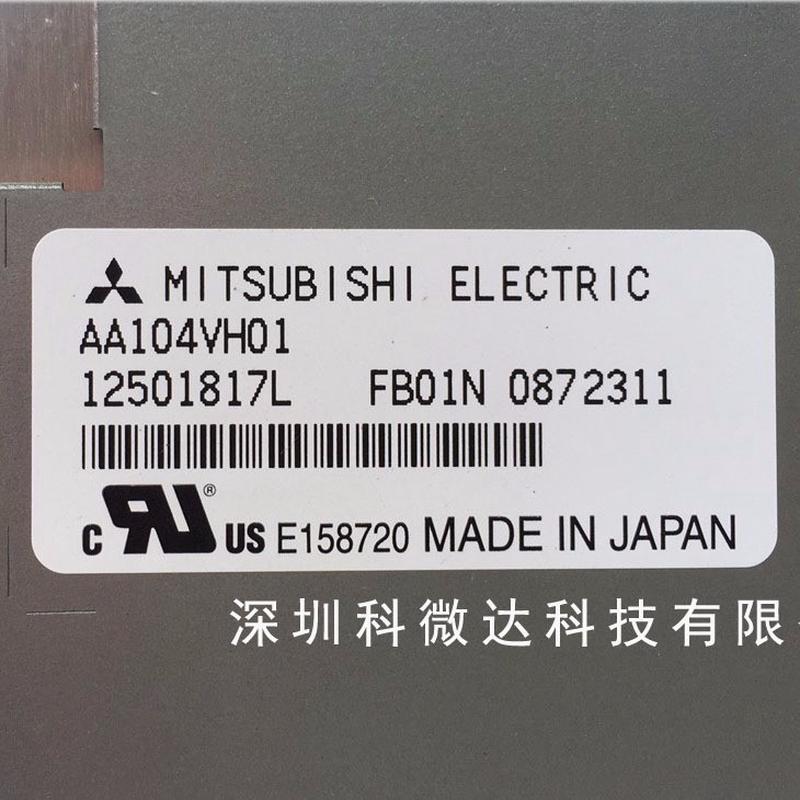 MITSUBISHI ELECTRIC
AA104VH01
12501817L FB01N 0872311
c RU ® US E158720 MADE IN JAPAN
深圳科微达科技有限